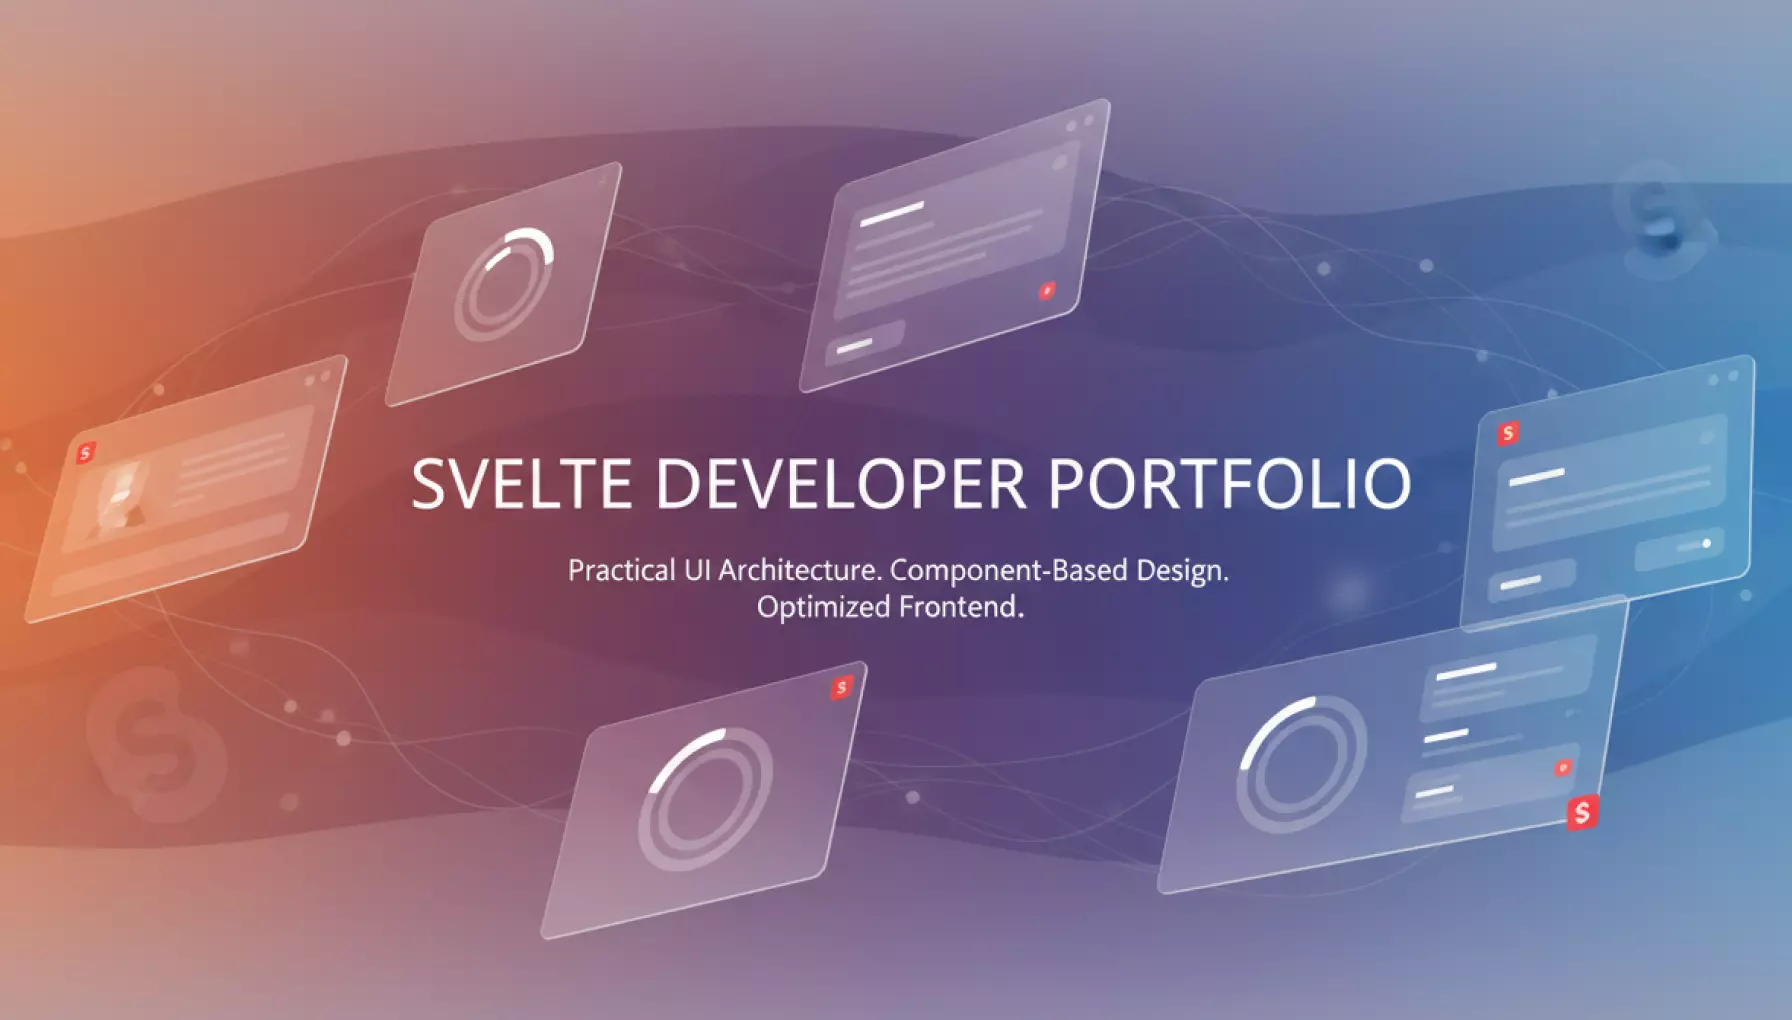 SVELTE DEVELOPER PORTFOLIO
Practical UI Architecture. Component-Based Design.
Optimized Frontend.
S
S
S
S
S
S